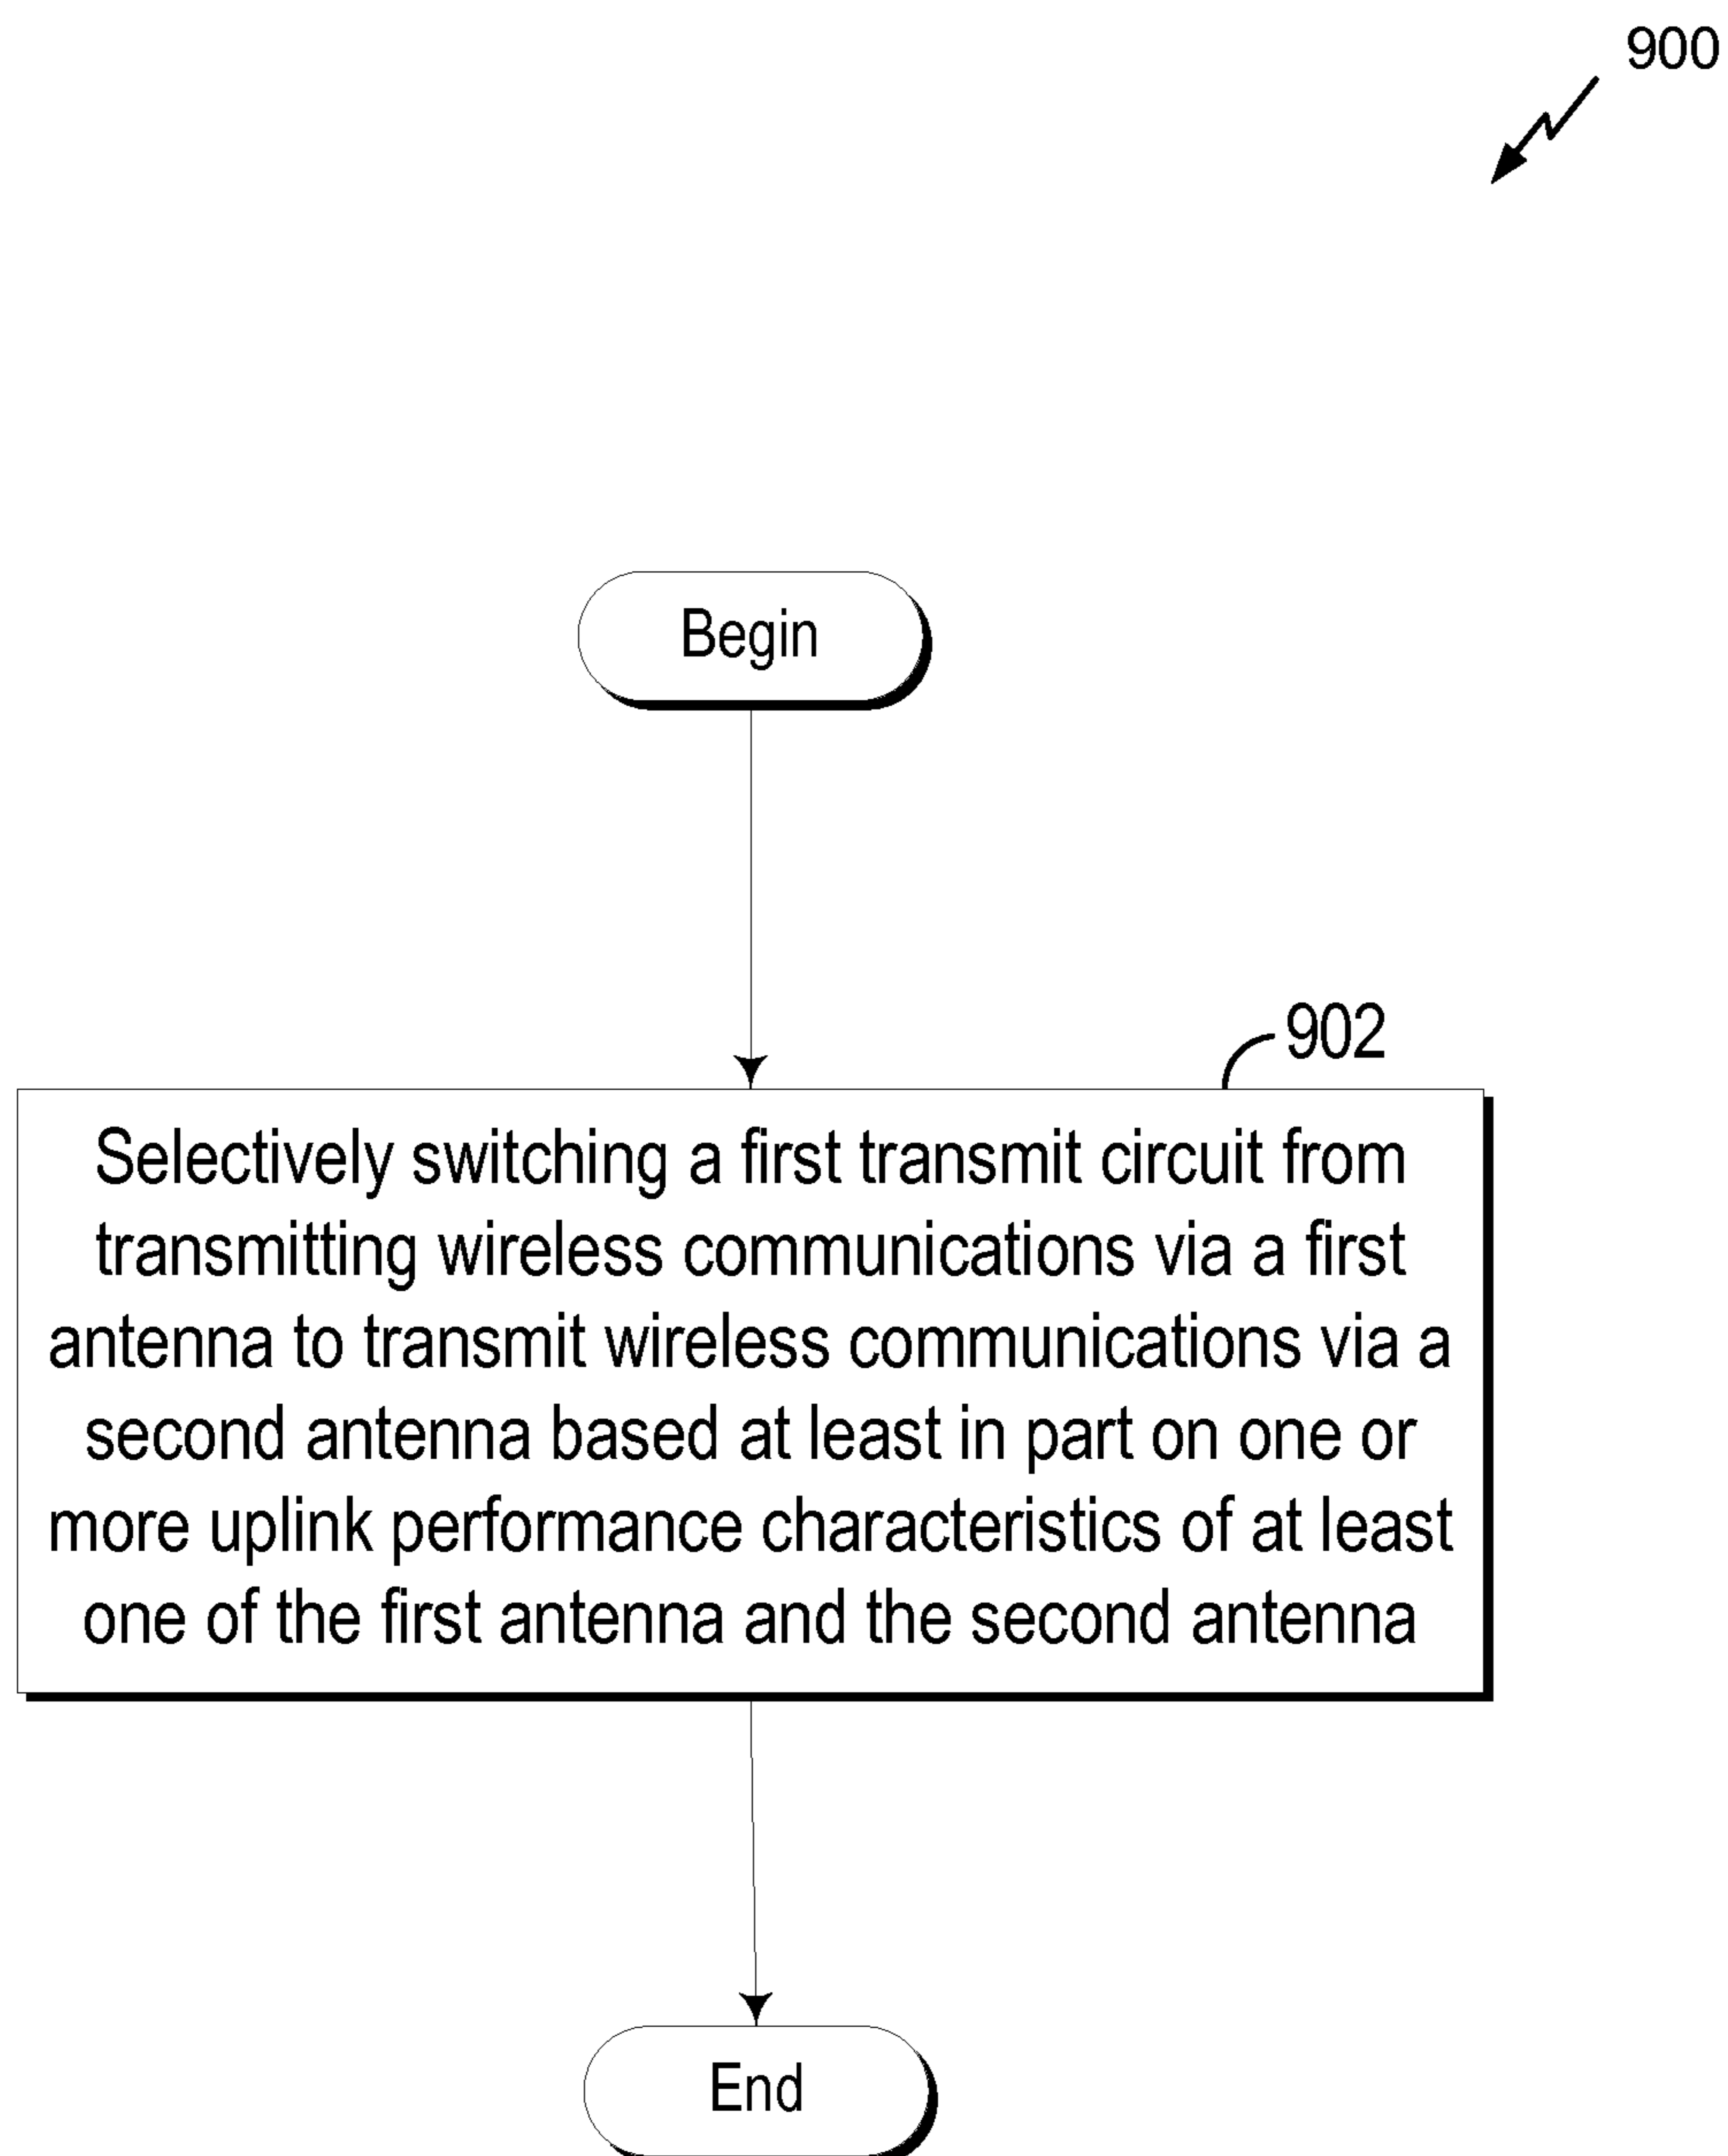 900
Begin
902
Selectively switching a first transmit circuit from
transmitting wireless communications via a first
antenna to transmit wireless communications via a
second antenna based at least in part on one or
more uplink performance characteristics of at least
one of the first antenna and the second antenna
End